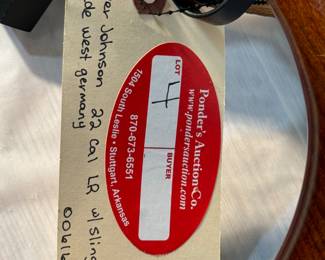 er Johnson 22 Cal LR w/ sling
de west germany
00616
Ponder's Auction Co.
www.pondersauction.com
LOT
4
BUYER
870-673-6551
1504 South Leslie • Stuttgart, Arkansas